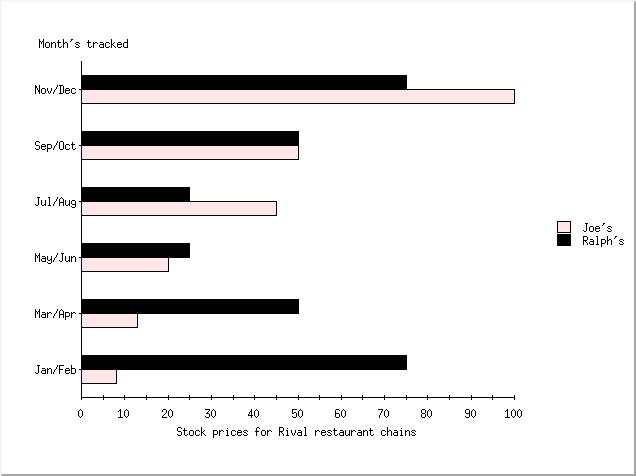 Month's tracked
Nov/Dec
Sep/Oct
Jul/Aug
May/Jun
Mar/Apr
Jan/Feb
Joe's
Ralph's
0 10 20 30 40 50 60 70 80 90 100
Stock prices for Rival restaurant chains